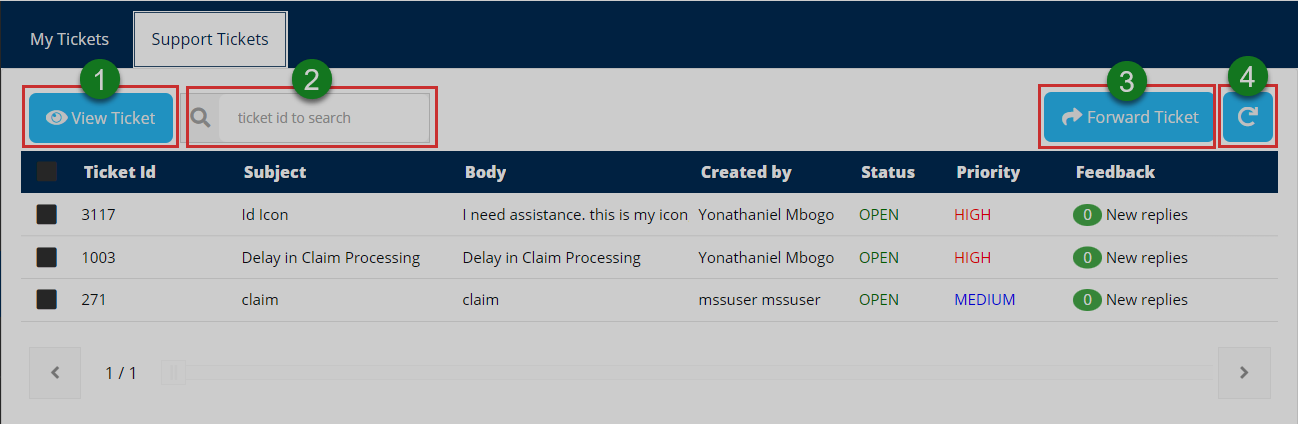 My Tickets Support Tickets
1 2 3 4
View Ticket ticket id to search Forward Ticket
Ticket Id Subject Body Created by Status Priority Feedback
3117 Id Icon I need assistance. this is my icon Yonathaniel Mbogo OPEN HIGH 0 New replies
1003 Delay in Claim Processing Delay in Claim Processing Yonathaniel Mbogo OPEN HIGH 0 New replies
271 claim claim mssuser mssuser OPEN MEDIUM 0 New replies
1 / 1